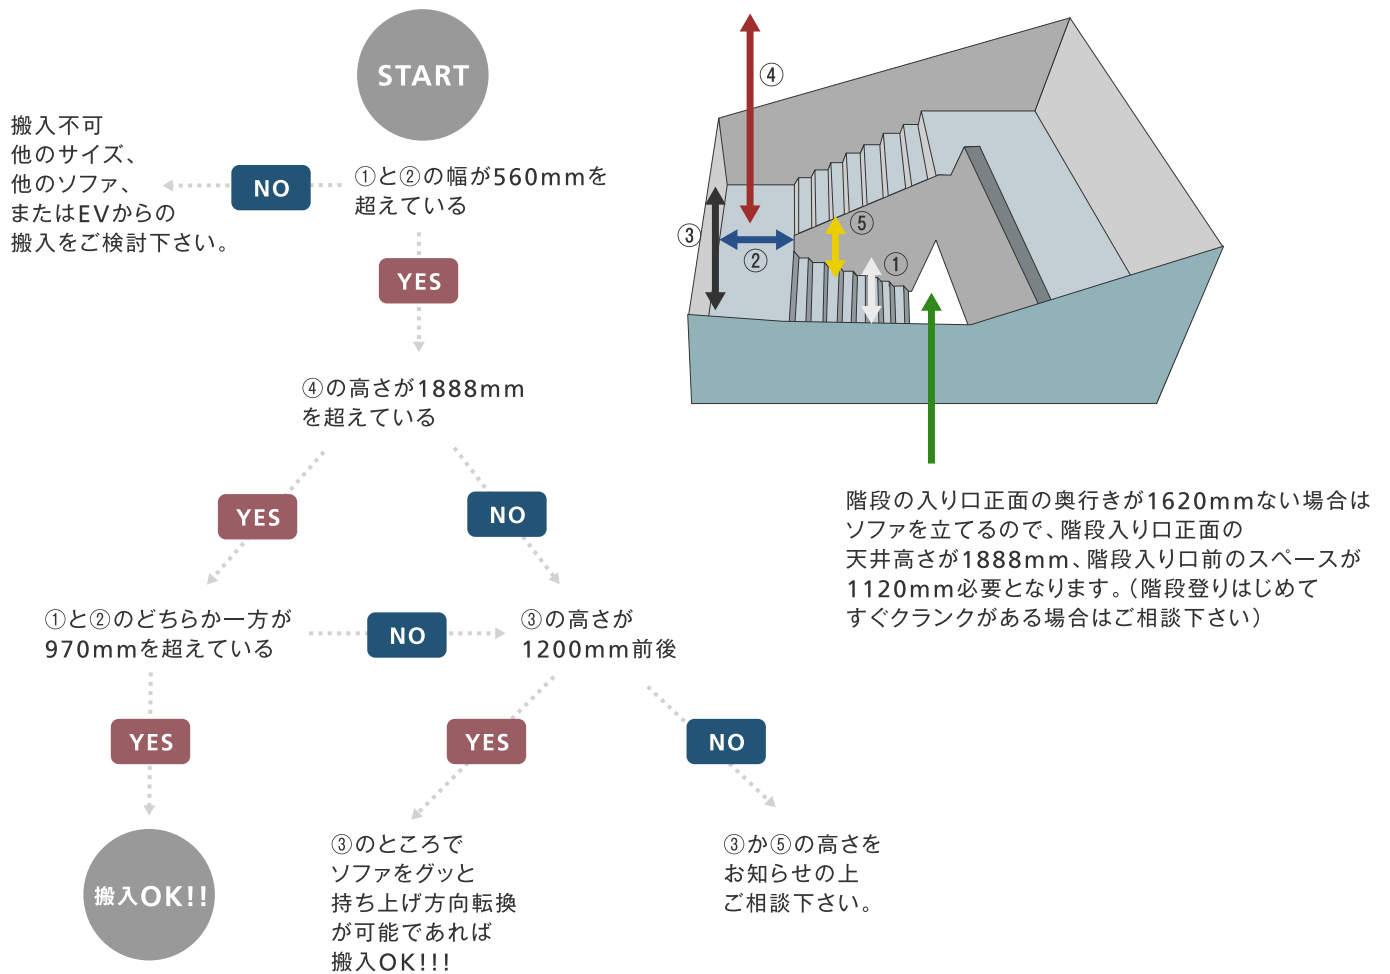 START
①と②の幅が560mmを
超えている
NO
搬入不可
他のサイズ、
他のソファ、
またはEVからの
搬入をご検討下さい。
YES
④の高さが1888mm
を超えている
YES
NO
①と②のどちらか一方が
970mmを超えている
NO
③の高さが
1200mm前後
YES
YES
NO
搬入OK!!
③のところで
ソファをグッと
持ち上げ方向転換
が可能であれば
搬入OK!!!
③か⑤の高さを
お知らせの上
ご相談下さい。
④
③
②
⑤
①
階段の入り口正面の奥行きが1620mmない場合は
ソファを立てるので、階段入り口正面の
天井高さが1888mm、階段入り口前のスペースが
1120mm必要となります。（階段登りはじめて
すぐクランクがある場合はご相談下さい）